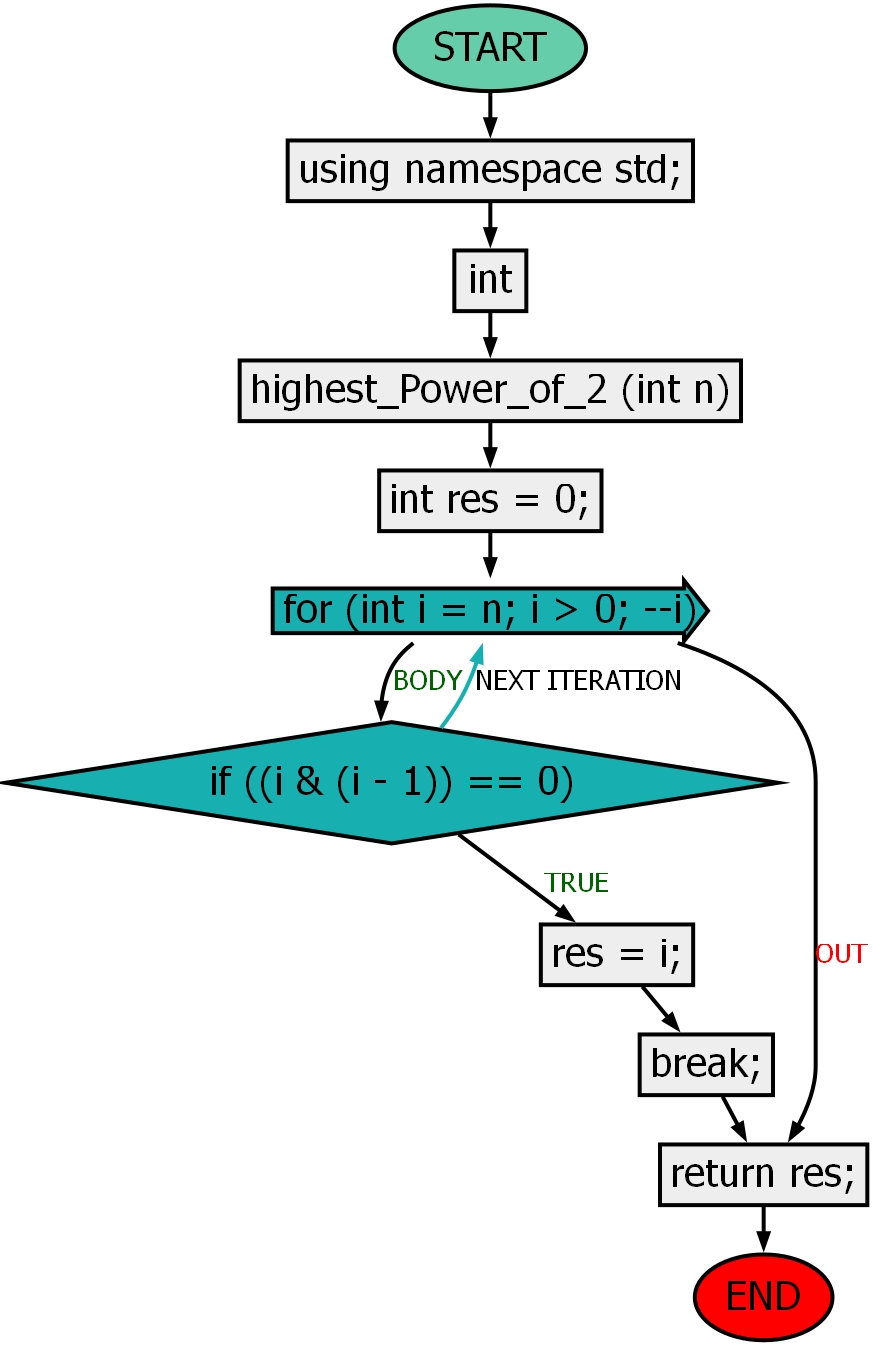 START
using namespace std;
int
highest_Power_of_2 (int n)
int res = 0;
for (int i = n; i > 0; --i)
BODY
NEXT ITERATION
if ((i & (i - 1)) == 0)
TRUE
res = i;
OUT
break;
return res;
END